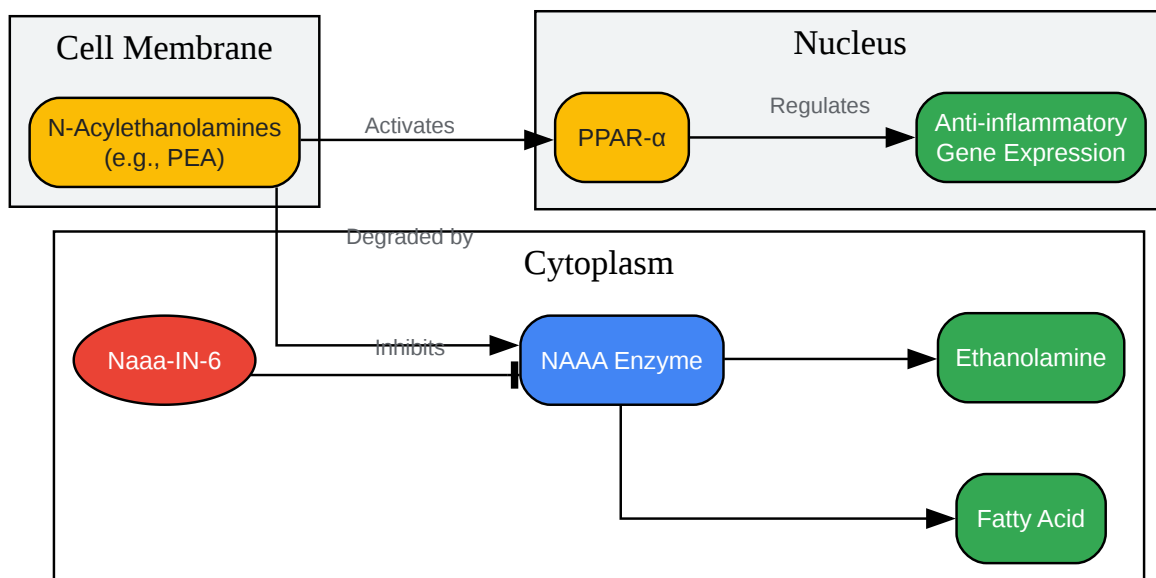 Cell Membrane
Nucleus
N-Acylethanolamines
(e.g., PEA)
Activates
PPAR-α
Regulates
Anti-inflammatory
Gene Expression
Degraded by
Cytoplasm
Naaa-IN-6
Inhibits
NAAA Enzyme
Ethanolamine
Fatty Acid